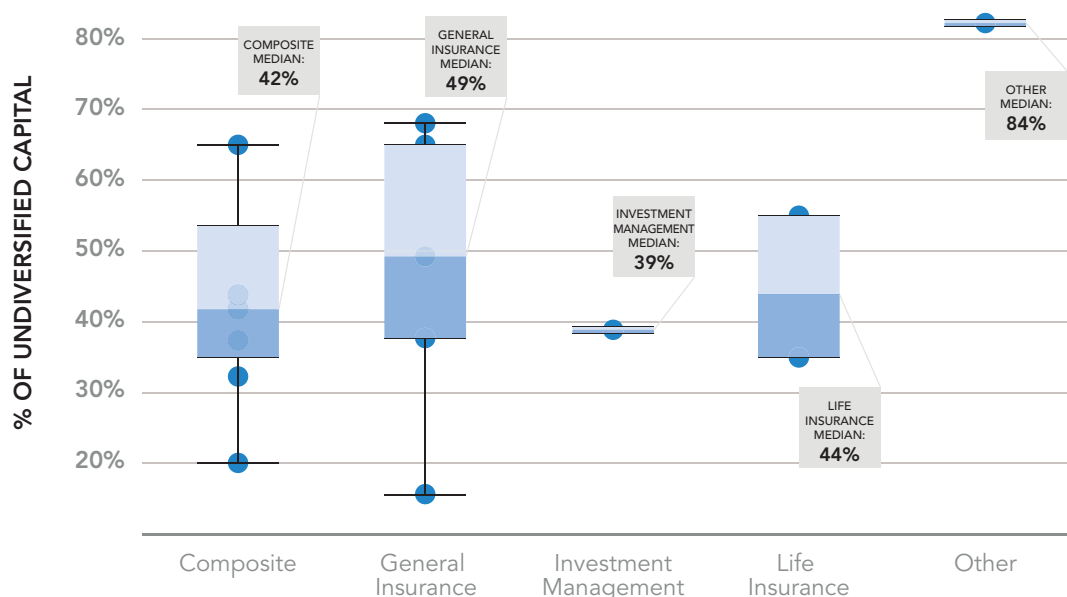 % OF UNDIVERSIFIED CAPITAL
80%
70%
60%
50%
40%
30%
20%
COMPOSITE
MEDIAN:
42%
GENERAL
INSURANCE
MEDIAN:
49%
INVESTMENT
MANAGEMENT
MEDIAN:
39%
LIFE
INSURANCE
MEDIAN:
44%
OTHER
MEDIAN:
84%
Composite
General
Insurance
Investment
Management
Life
Insurance
Other